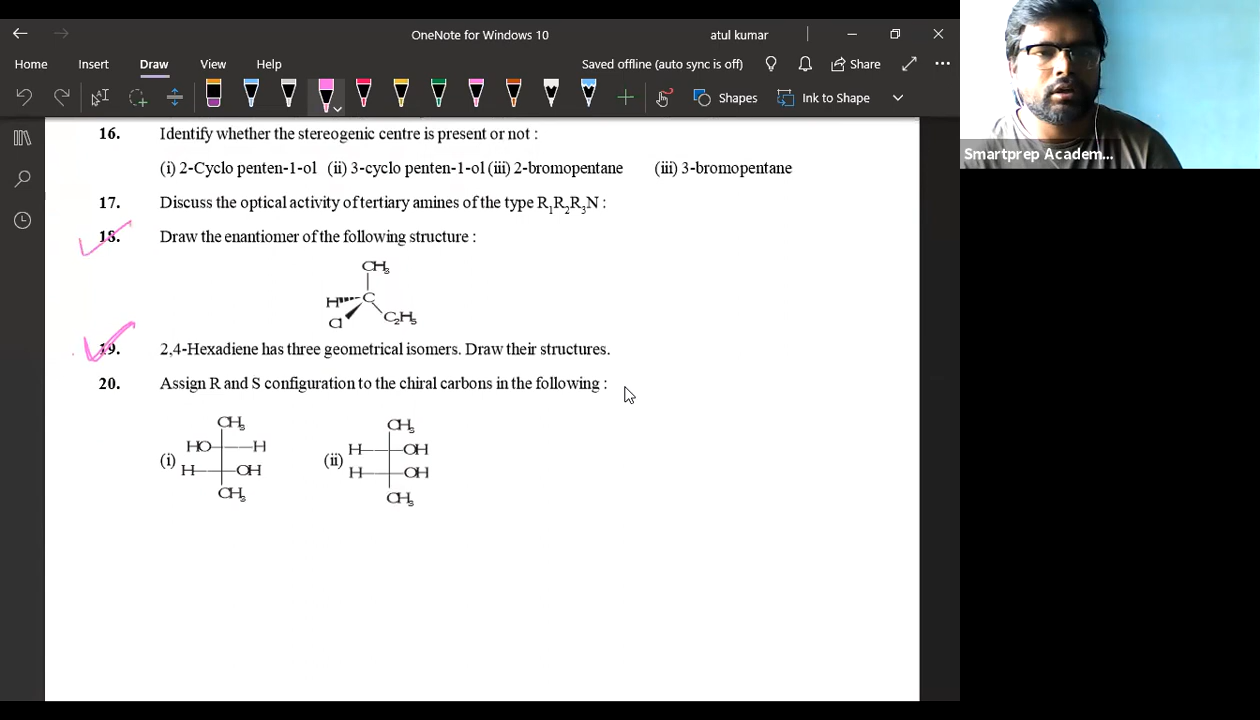 OneNote for Windows 10
atul kumar
Home Insert Draw View Help Saved offline (auto sync is off) Share
Shapes Ink to Shape
Smartprep Academ...
16. Identify whether the stereogenic centre is present or not :
(i) 2-Cyclo penten-1-ol (ii) 3-cyclo penten-1-ol (iii) 2-bromopentane (iii) 3-bromopentane
17. Discuss the optical activity of tertiary amines of the type R₁R₂R₃N :
18. Draw the enantiomer of the following structure :
CH₃
H C
Cl C₂H₅
19. 2,4-Hexadiene has three geometrical isomers. Draw their structures.
20. Assign R and S configuration to the chiral carbons in the following :
(i) CH₃
HO H
H OH
CH₃
(ii) CH₃
H OH
H OH
CH₃